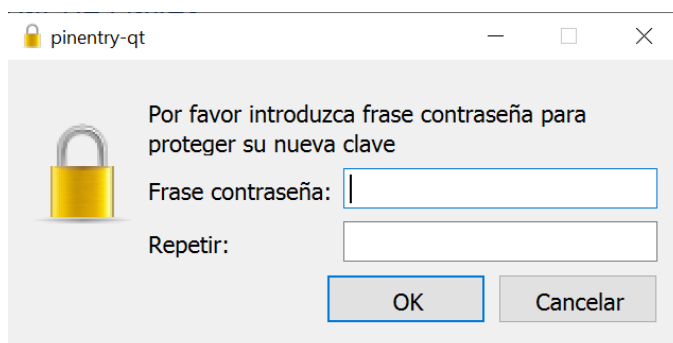 pinentry-qt
Por favor introduzca frase contraseña para
proteger su nueva clave
Frase contraseña:
Repetir:
OK Cancelar